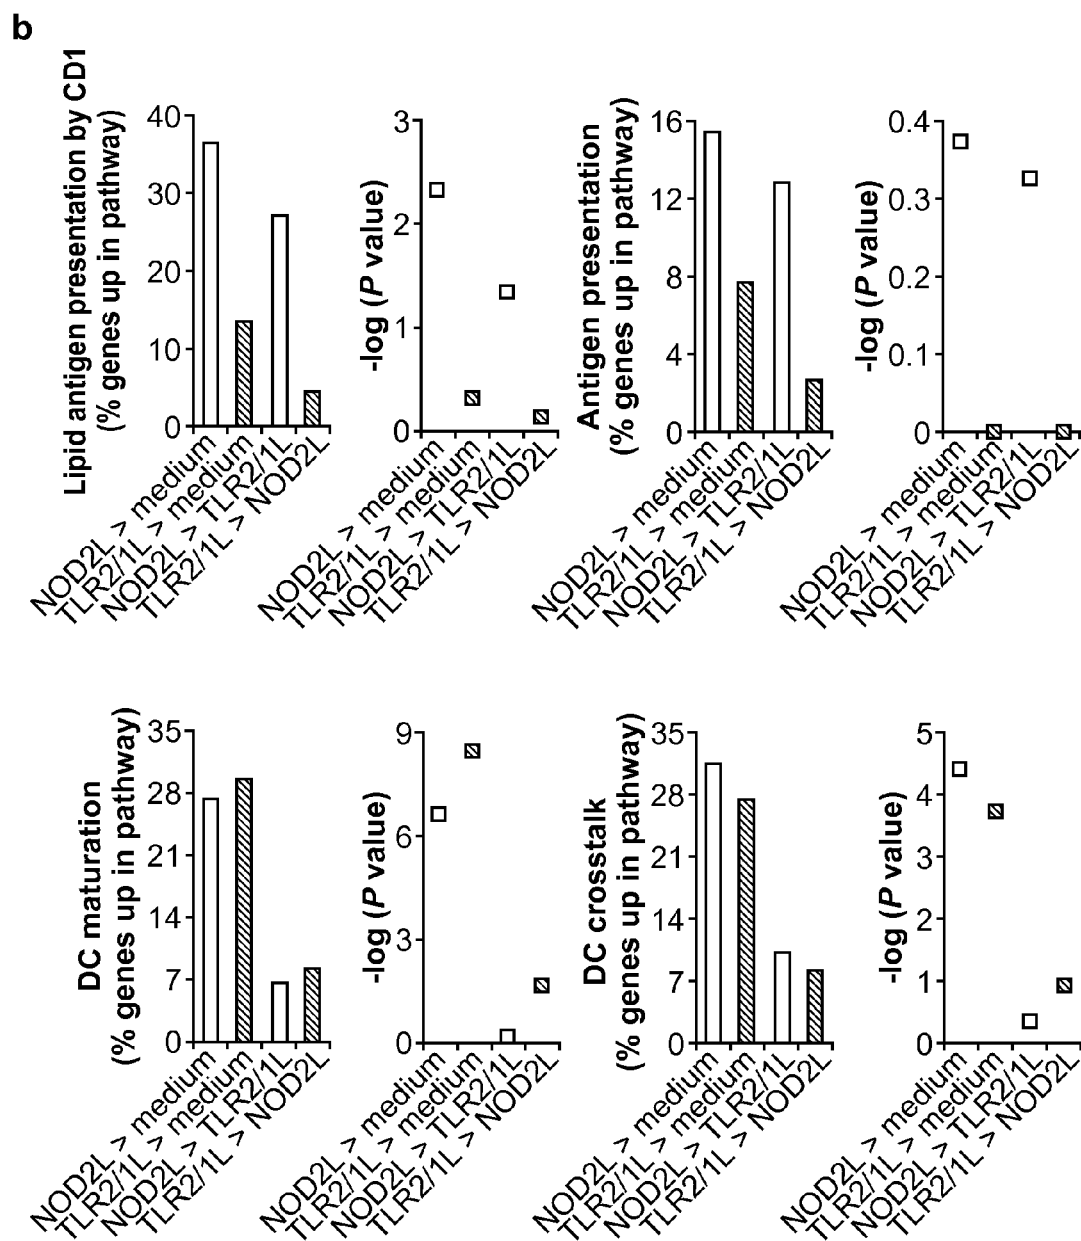 b
Lipid antigen presentation by CD1
(% genes up in pathway)
40
30
20
10
0
NOD2L > medium
TLR2/1L > medium
NOD2L > TLR2/1L
TLR2/1L > NOD2L
-log (P value)
3
2
1
0
NOD2L > medium
TLR2/1L > medium
NOD2L > TLR2/1L
TLR2/1L > NOD2L
Antigen presentation
(% genes up in pathway)
16
12
8
4
0
NOD2L > medium
TLR2/1L > medium
NOD2L > TLR2/1L
TLR2/1L > NOD2L
-log (P value)
0.4
0.3
0.2
0.1
0
NOD2L > medium
TLR2/1L > medium
NOD2L > TLR2/1L
TLR2/1L > NOD2L
DC maturation
(% genes up in pathway)
35
28
21
14
7
0
NOD2L > medium
TLR2/1L > medium
NOD2L > TLR2/1L
TLR2/1L > NOD2L
-log (P value)
9
6
3
0
NOD2L > medium
TLR2/1L > medium
NOD2L > TLR2/1L
TLR2/1L > NOD2L
DC crosstalk
(% genes up in pathway)
35
28
21
14
7
0
NOD2L > medium
TLR2/1L > medium
NOD2L > TLR2/1L
TLR2/1L > NOD2L
-log (P value)
5
4
3
2
1
0
NOD2L > medium
TLR2/1L > medium
NOD2L > TLR2/1L
TLR2/1L > NOD2L